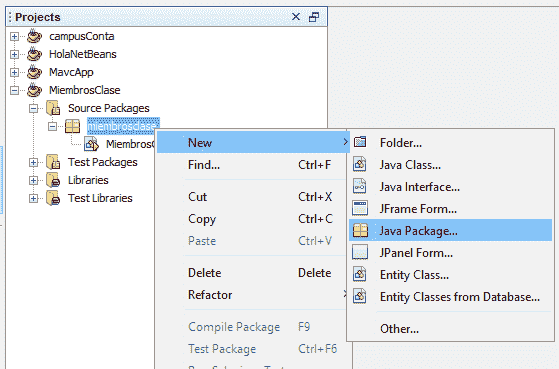 Projects
campusConta
HolaNetBeans
MavcApp
MiembrosClase
Source Packages
miembrosclase
Miembros
Test Packages
Libraries
Test Libraries
New
Find... Ctrl+F
Cut Ctrl+X
Copy Ctrl+C
Paste Ctrl+V
Delete Delete
Refactor
Compile Package F9
Test Package Ctrl+F6
Folder...
Java Class...
Java Interface...
JFrame Form...
Java Package...
JPanel Form...
Entity Class...
Entity Classes from Database...
Other...